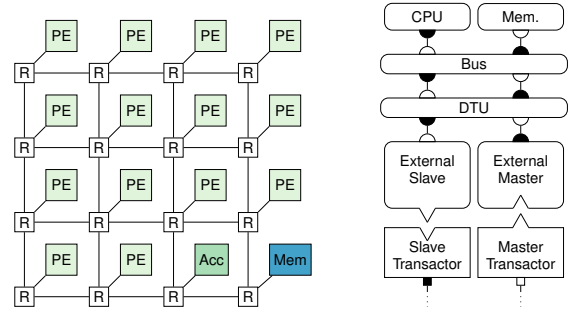 PE PE PE PE
R R R R
PE PE PE PE
R R R R
PE PE PE PE
R R R R
PE PE Acc Mem
R R R R
CPU Mem.
Bus
DTU
External External
Slave Master
Slave Master
Transactor Transactor